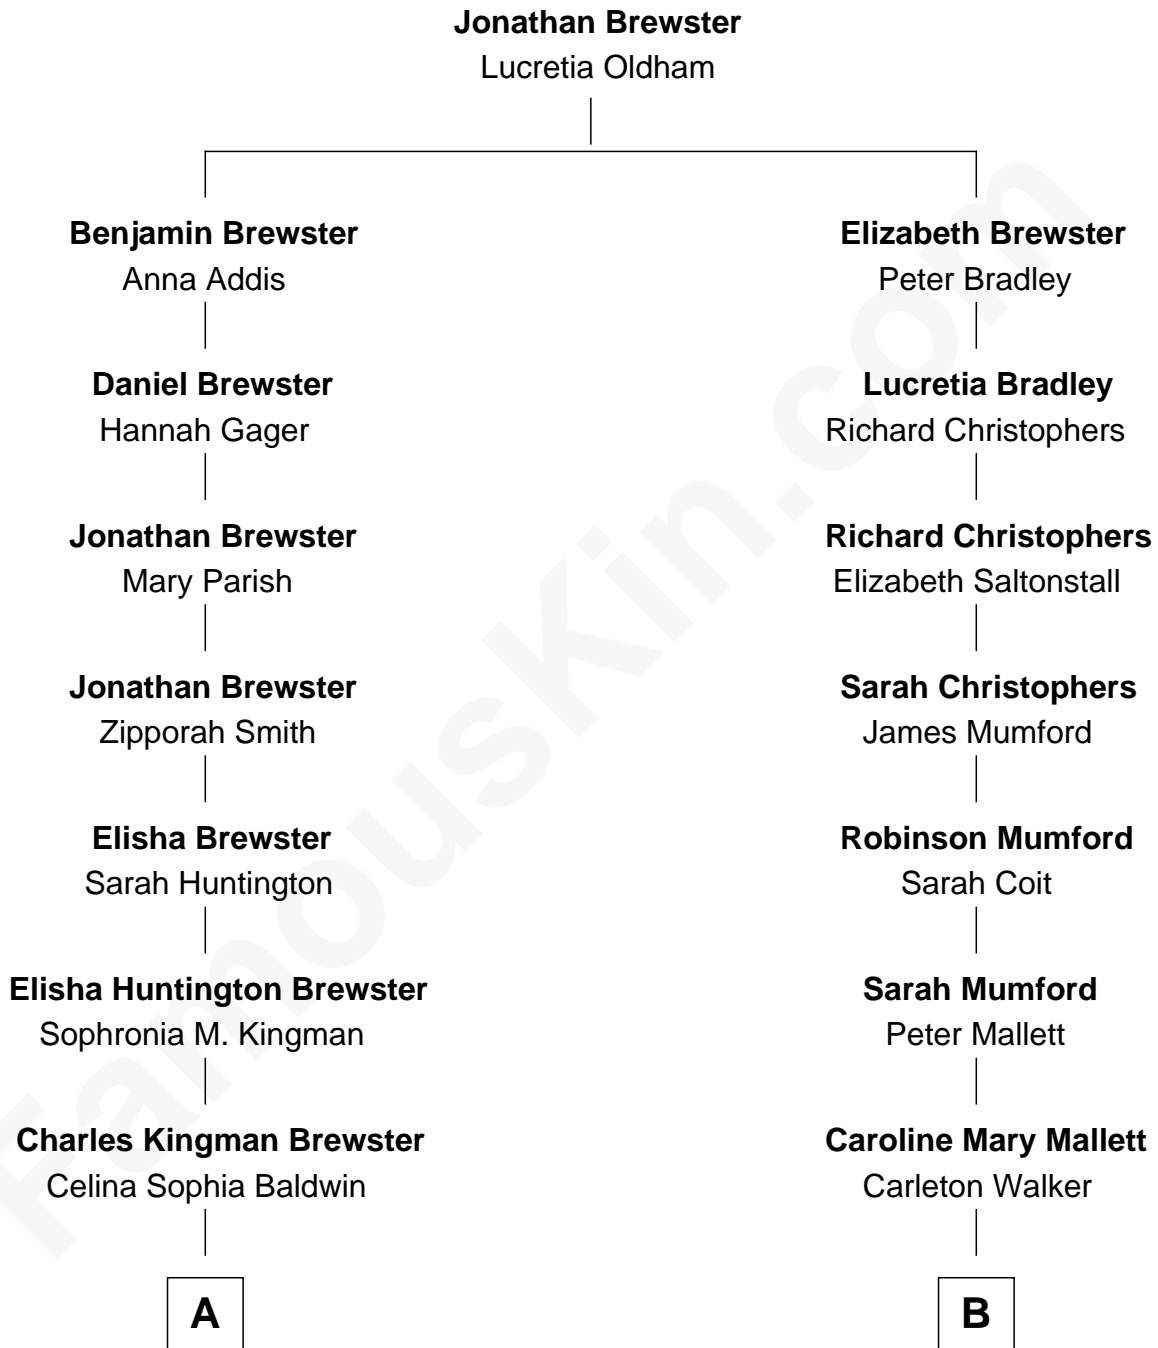 Jonathan Brewster
Lucretia Oldham
Benjamin Brewster
Anna Addis
Daniel Brewster
Hannah Gager
Jonathan Brewster
Mary Parish
Jonathan Brewster
Zipporah Smith
Elisha Brewster
Sarah Huntington
Elisha Huntington Brewster
Sophronia M. Kingman
Charles Kingman Brewster
Celina Sophia Baldwin
A
Elizabeth Brewster
Peter Bradley
Lucretia Bradley
Richard Christophers
Richard Christophers
Elizabeth Saltonstall
Sarah Christophers
James Mumford
Robinson Mumford
Sarah Coit
Sarah Mumford
Peter Mallett
Caroline Mary Mallett
Carleton Walker
B
FamousKin.com